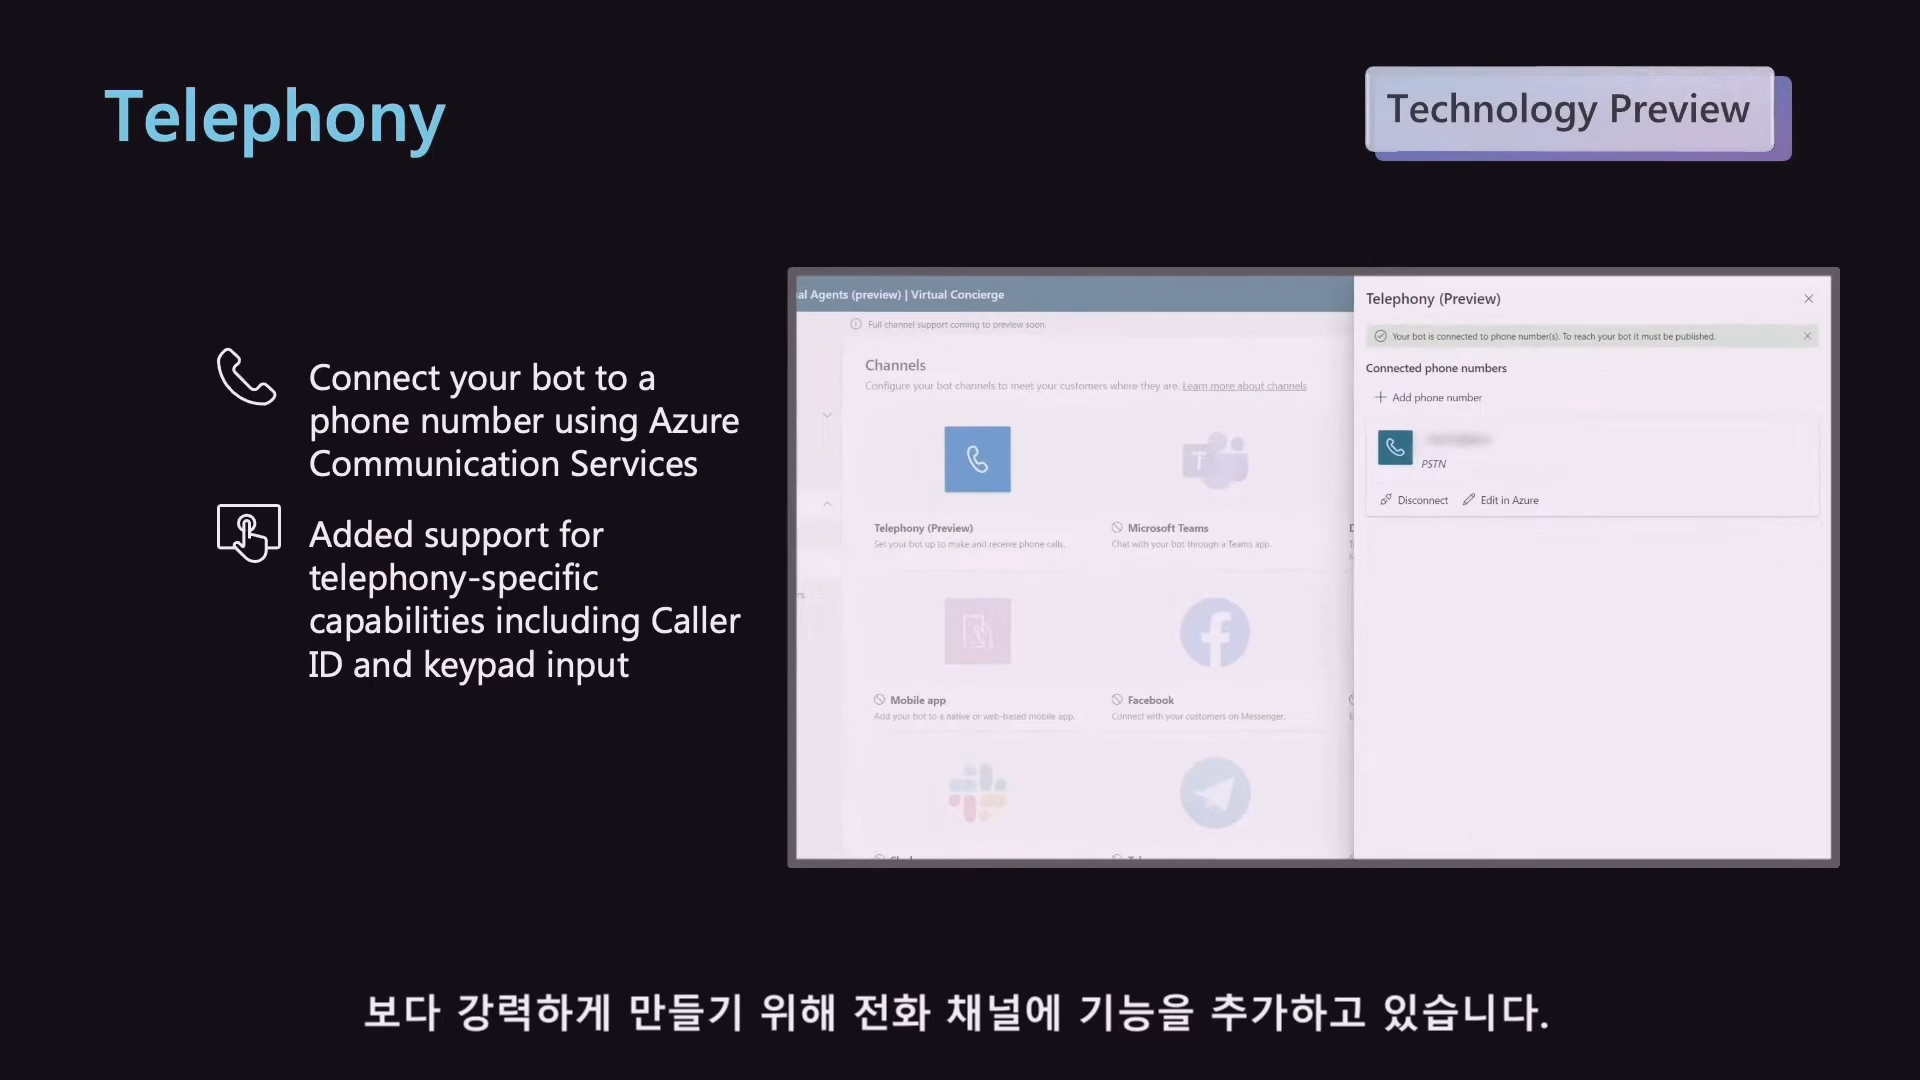 Telephony
Technology Preview
Connect your bot to a
phone number using Azure
Communication Services
Added support for
telephony-specific
capabilities including Caller
ID and keypad input
al Agents (preview) | Virtual Concierge
Full channel support coming to preview soon.
Channels
Configure your bot channels to meet your customers where they are. Learn more about channels
Telephony (Preview)
Set your bot up to make and receive phone calls.
Microsoft Teams
Chat with your bot through a Teams app.
Mobile app
Add your bot to a native or web-based mobile app.
Facebook
Connect with your customers on Messenger.
Telephony (Preview)
Your bot is connected to phone number(s). To reach your bot it must be published.
Connected phone numbers
Add phone number
PSTN
Disconnect
Edit in Azure
보다 강력하게 만들기 위해 전화 채널에 기능을 추가하고 있습니다.